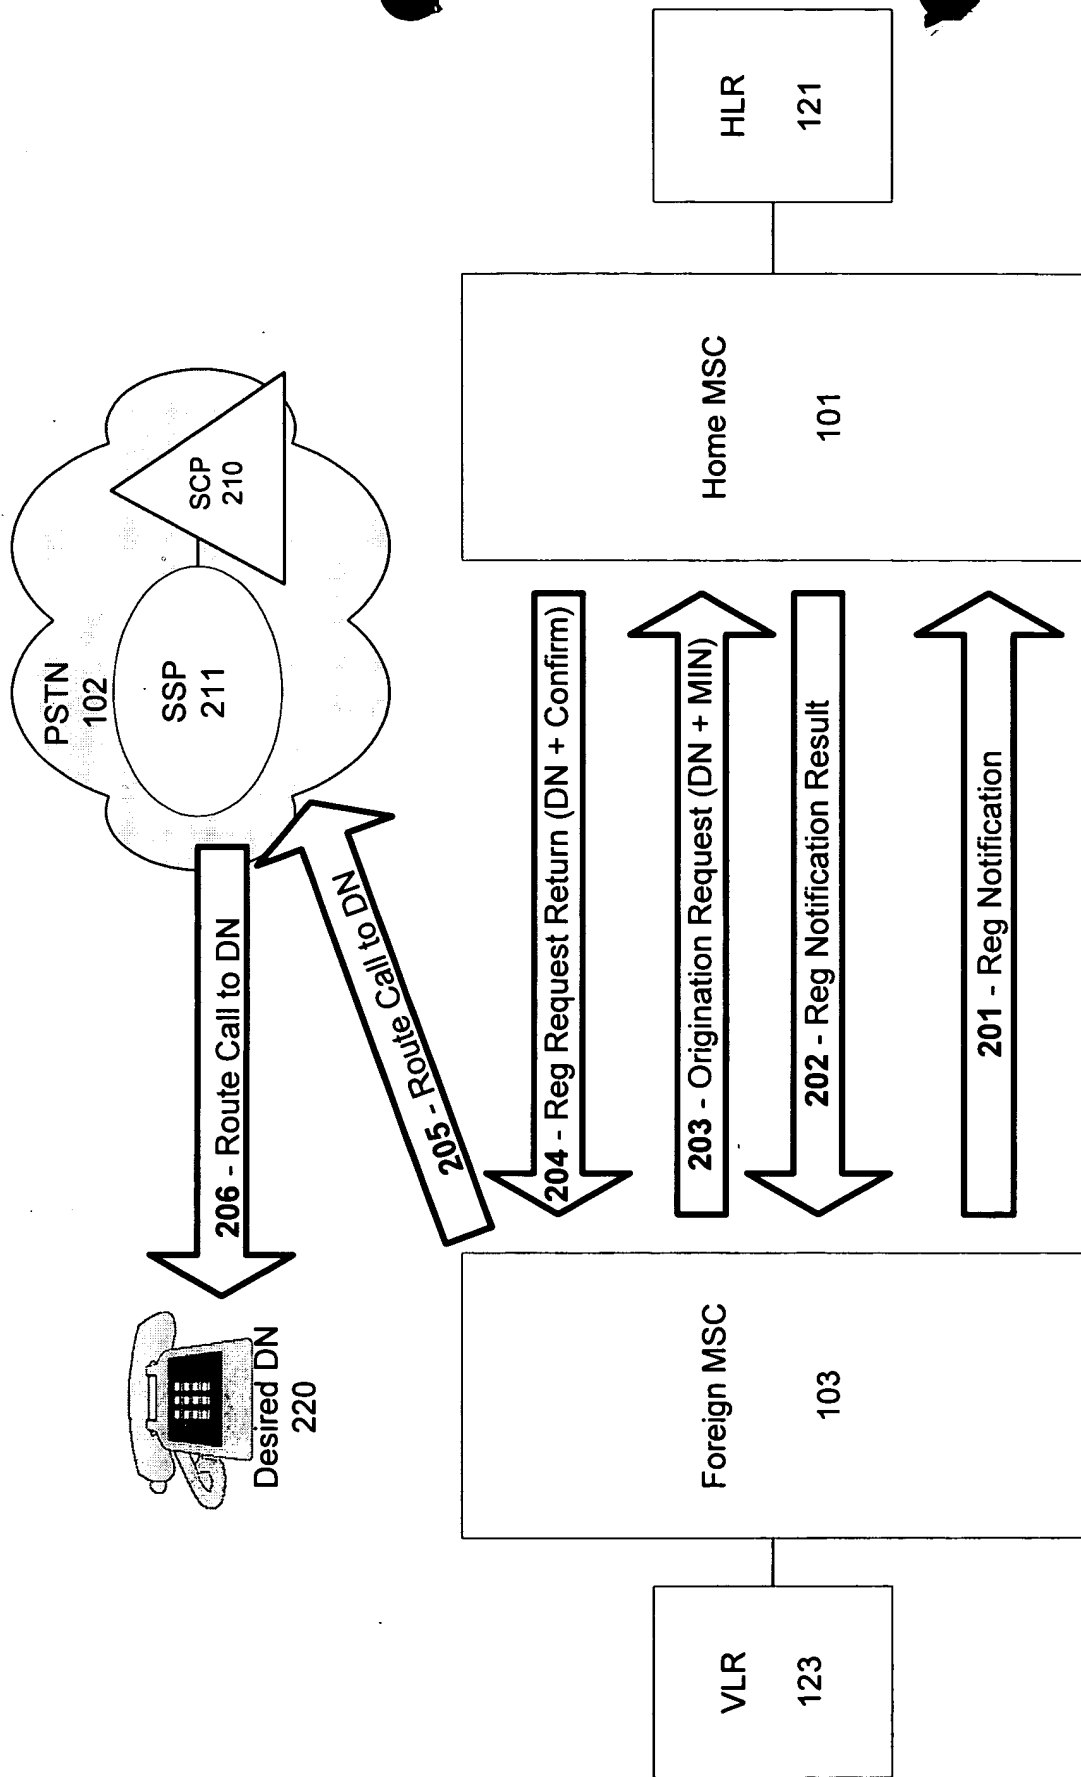 PSTN
102
SSP
211
SCP
210
206 - Route Call to DN
Desired DN
220
205 - Route Call to DN
204 - Reg Request Return (DN + Confirm)
203 - Origination Request (DN + MIN)
202 - Reg Notification Result
201 - Reg Notification
VLR
123
Foreign MSC
103
Home MSC
101
HLR
121